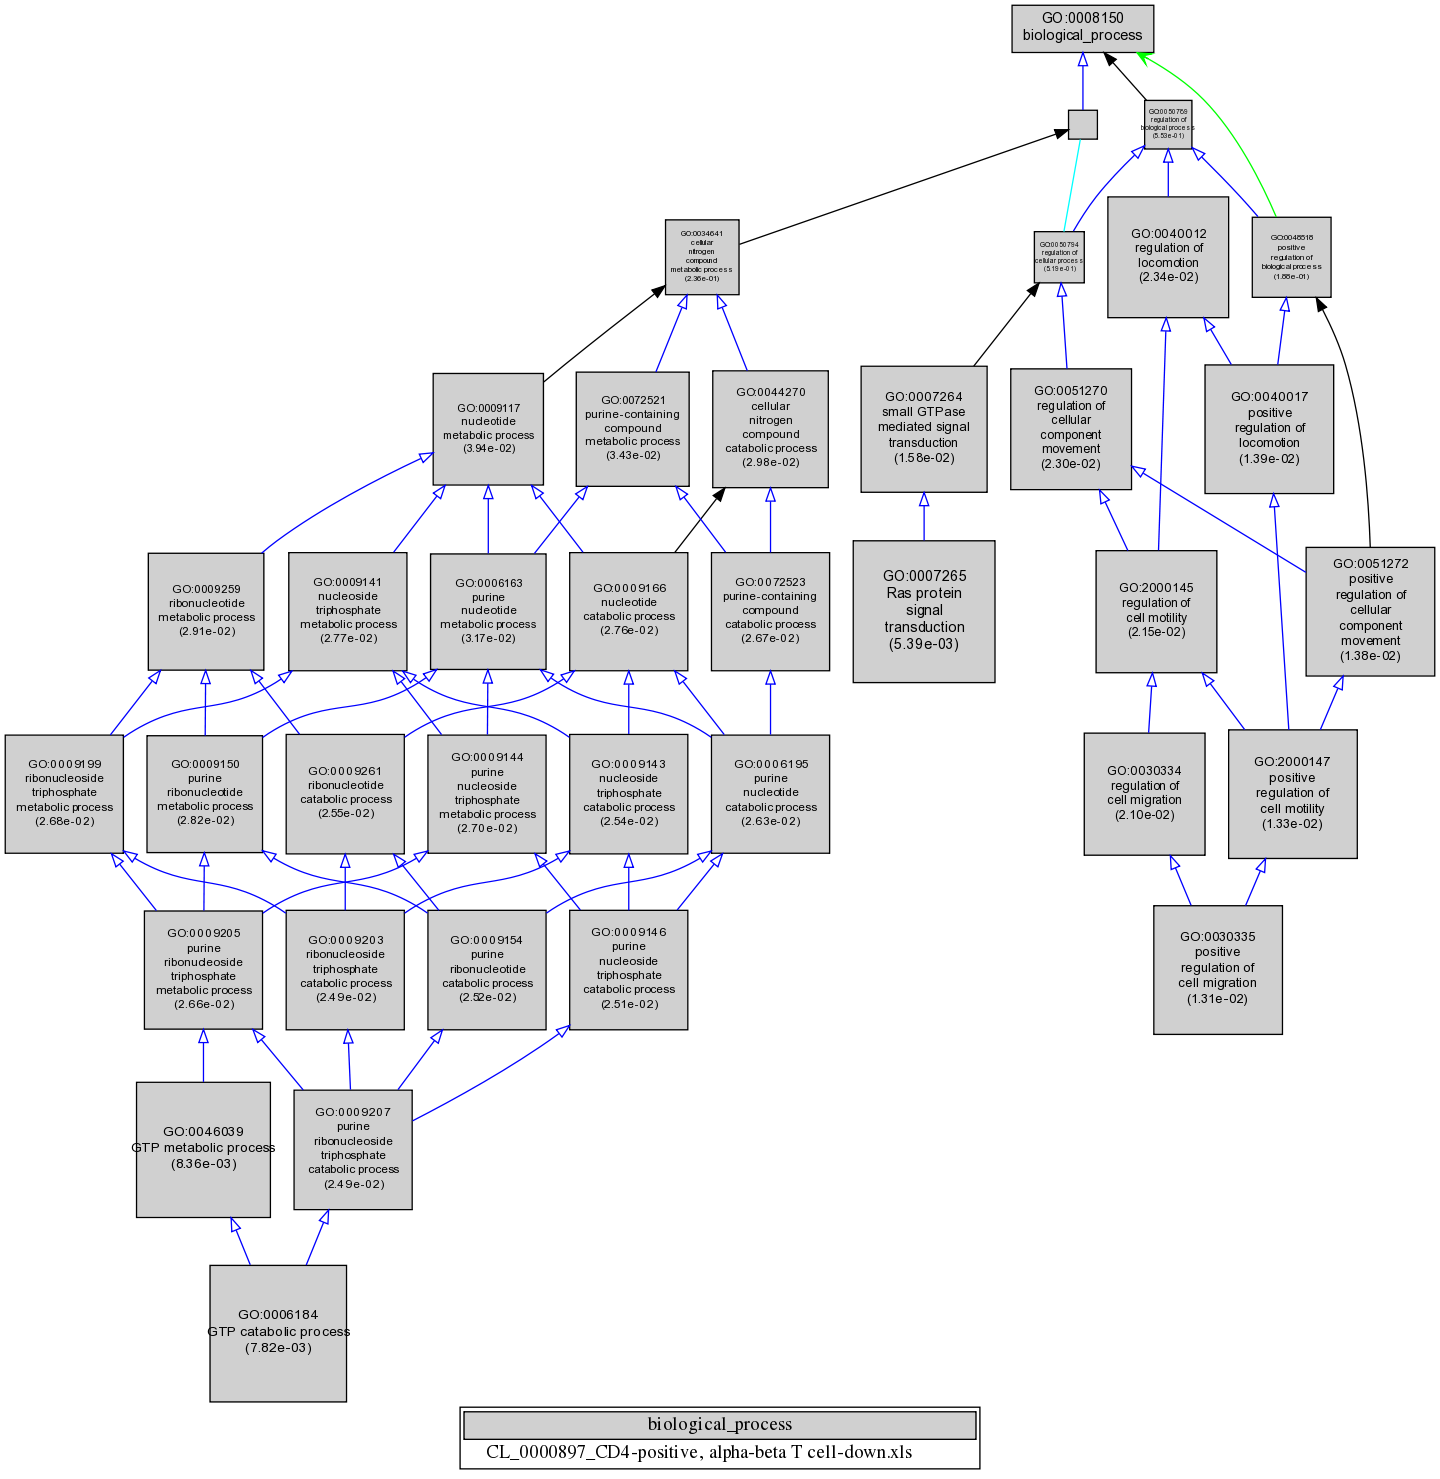 GO:0008150
biological_process
GO:0050789
regulation of
biological process
(5.53e-01)
GO:0034641
cellular
nitrogen
compound
metabolic process
(2.36e-01)
GO:0050794
regulation of
cellular process
(5.19e-01)
GO:0040012
regulation of
locomotion
(2.34e-02)
GO:0048518
positive
regulation of
biological process
(1.88e-01)
GO:0009117
nucleotide
metabolic process
(3.94e-02)
GO:0072521
purine-containing
compound
metabolic process
(3.43e-02)
GO:0044270
cellular
nitrogen
compound
catabolic process
(2.98e-02)
GO:0007264
small GTPase
mediated signal
transduction
(1.58e-02)
GO:0051270
regulation of
cellular
component
movement
(2.30e-02)
GO:0040017
positive
regulation of
locomotion
(1.39e-02)
GO:0009259
ribonucleotide
metabolic process
(2.91e-02)
GO:0009141
nucleoside
triphosphate
metabolic process
(2.77e-02)
GO:0006163
purine
nucleotide
metabolic process
(3.17e-02)
GO:0009166
nucleotide
catabolic process
(2.76e-02)
GO:0072523
purine-containing
compound
catabolic process
(2.67e-02)
GO:0007265
Ras protein
signal
transduction
(5.39e-03)
GO:2000145
regulation of
cell motility
(2.15e-02)
GO:0051272
positive
regulation of
cellular
component
movement
(1.38e-02)
GO:0009199
ribonucleoside
triphosphate
metabolic process
(2.68e-02)
GO:0009150
purine
ribonucleotide
metabolic process
(2.82e-02)
GO:0009261
ribonucleotide
catabolic process
(2.55e-02)
GO:0009144
purine
nucleoside
triphosphate
metabolic process
(2.70e-02)
GO:0009143
nucleoside
triphosphate
catabolic process
(2.54e-02)
GO:0006195
purine
nucleotide
catabolic process
(2.63e-02)
GO:0030334
regulation of
cell migration
(2.10e-02)
GO:2000147
positive
regulation of
cell motility
(1.33e-02)
GO:0009205
purine
ribonucleoside
triphosphate
metabolic process
(2.66e-02)
GO:0009203
ribonucleoside
triphosphate
catabolic process
(2.49e-02)
GO:0009154
purine
ribonucleotide
catabolic process
(2.52e-02)
GO:0009146
purine
nucleoside
triphosphate
catabolic process
(2.51e-02)
GO:0030335
positive
regulation of
cell migration
(1.31e-02)
GO:0046039
GTP metabolic process
(8.36e-03)
GO:0009207
purine
ribonucleoside
triphosphate
catabolic process
(2.49e-02)
GO:0006184
GTP catabolic process
(7.82e-03)
biological_process
CL_0000897_CD4-positive, alpha-beta T cell-down.xls